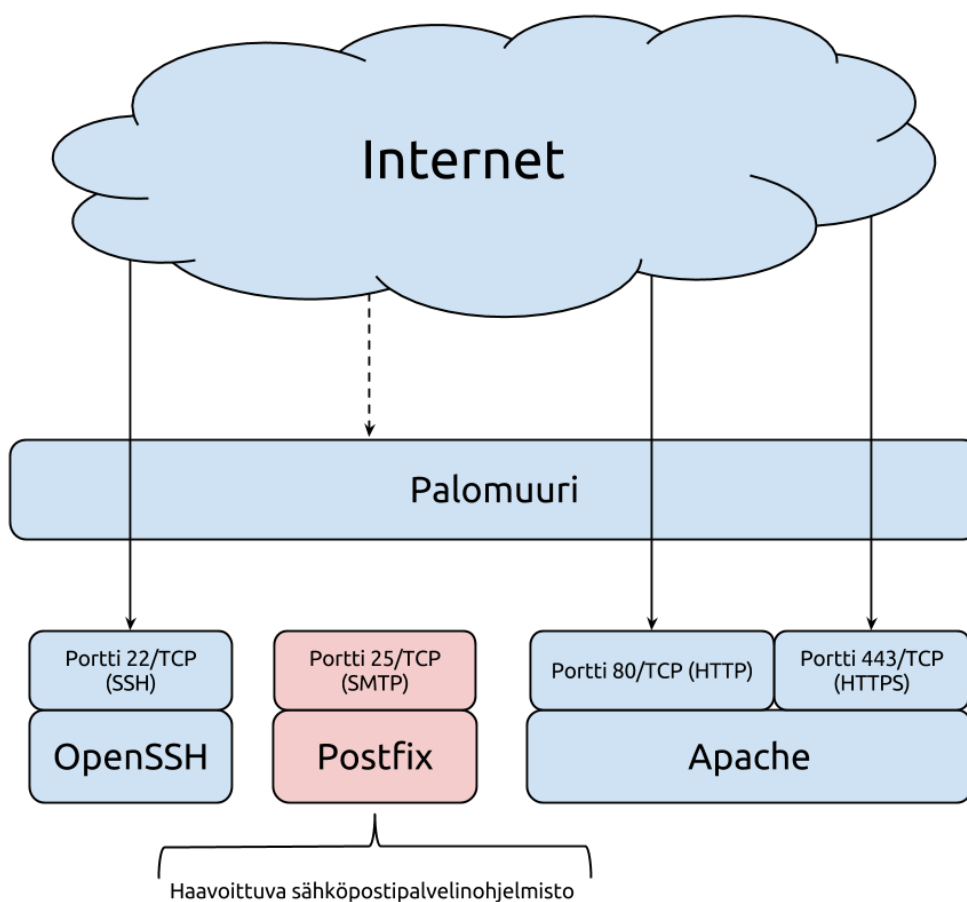 Internet
Palomuuri
Portti 22/TCP
(SSH)
OpenSSH
Portti 25/TCP
(SMTP)
Postfix
Portti 80/TCP (HTTP)
Portti 443/TCP
(HTTPS)
Apache
Haavoittuva sähköpostipalvelinohjelmisto